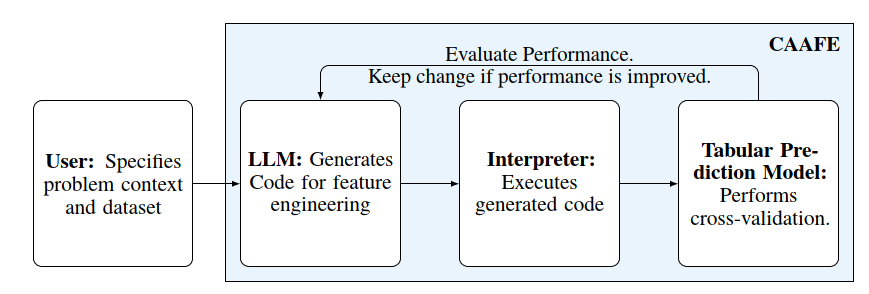 CAAFE
Evaluate Performance.
Keep change if performance is improved.
User: Specifies
problem context
and dataset
LLM: Generates
Code for feature
engineering
Interpreter:
Executes
generated code
Tabular Pre-
diction Model:
Performs
cross-validation.